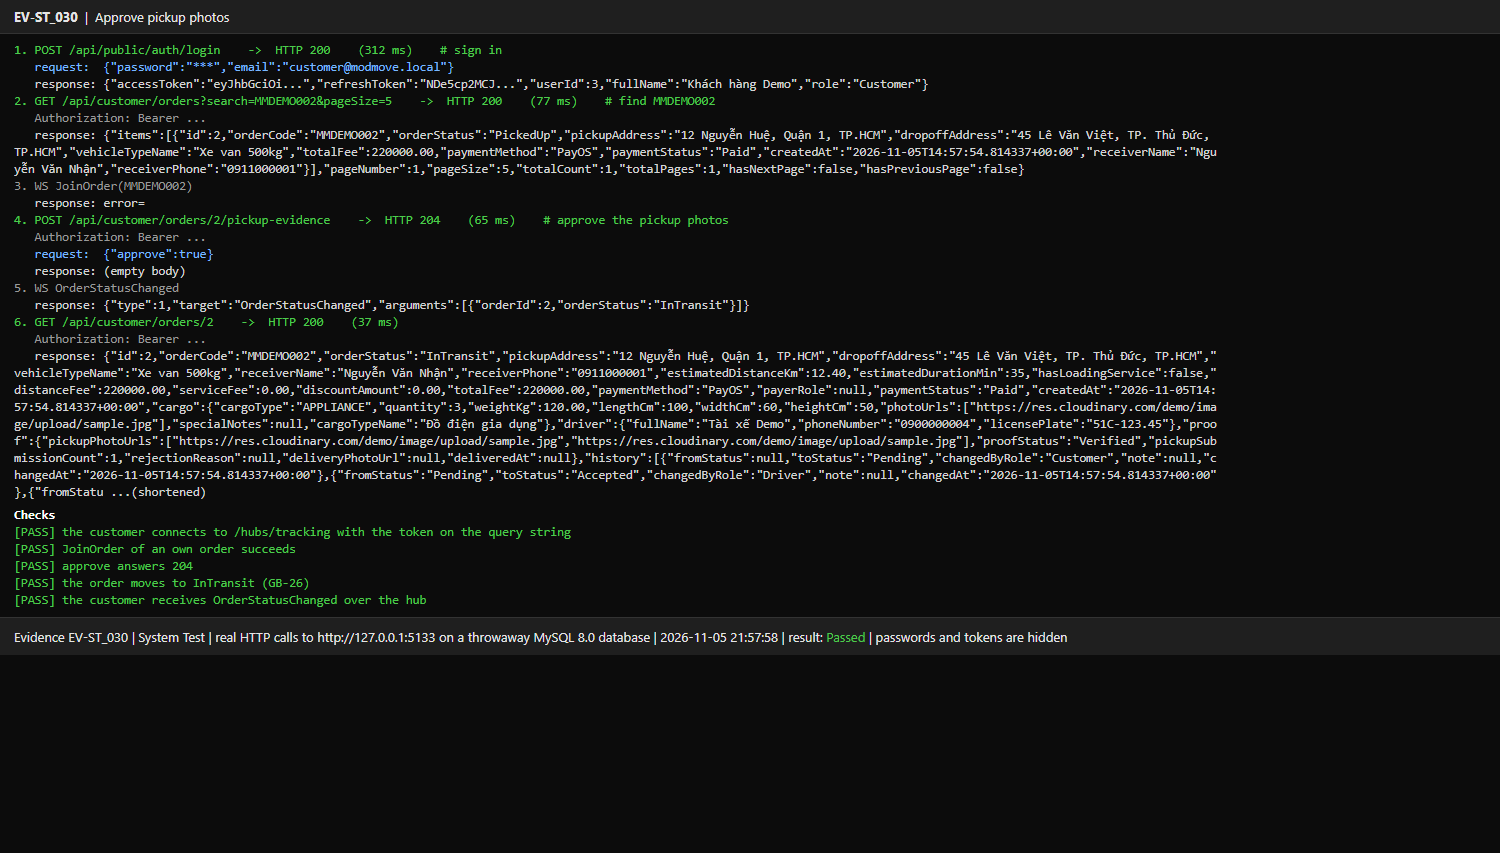 EV-ST_030 | Approve pickup photos
1. POST /api/public/auth/login    ->  HTTP 200    (312 ms)    # sign in
request:  {"password":"***","email":"customer@modmove.local"}
response: {"accessToken":"eyJhbGciOi...","refreshToken":"NDe5cp2MCJ...","userId":3,"fullName":"Khách hàng Demo","role":"Customer"}
2. GET /api/customer/orders?search=MMDEMO002&pageSize=5    ->  HTTP 200    (77 ms)    # find MMDEMO002
Authorization: Bearer ...
response: {"items":[{"id":2,"orderCode":"MMDEMO002","orderStatus":"PickedUp","pickupAddress":"12 Nguyễn Huệ, Quận 1, TP.HCM","dropoffAddress":"45 Lê Văn Việt, TP. Thủ Đức,
TP.HCM","vehicleTypeName":"Xe van 500kg","totalFee":220000.00,"paymentMethod":"PayOS","paymentStatus":"Paid","createdAt":"2026-11-05T14:57:54.814337+00:00","receiverName":"Ngu
yễn Văn Nhận","receiverPhone":"0911000001"}],"pageNumber":1,"pageSize":5,"totalCount":1,"totalPages":1,"hasNextPage":false,"hasPreviousPage":false}
3. WS JoinOrder(MMDEMO002)
response: error=
4. POST /api/customer/orders/2/pickup-evidence    ->  HTTP 204    (65 ms)    # approve the pickup photos
Authorization: Bearer ...
request:  {"approve":true}
response: (empty body)
5. WS OrderStatusChanged
response: {"type":1,"target":"OrderStatusChanged","arguments":[{"orderId":2,"orderStatus":"InTransit"}]}
6. GET /api/customer/orders/2    ->  HTTP 200    (37 ms)
Authorization: Bearer ...
response: {"id":2,"orderCode":"MMDEMO002","orderStatus":"InTransit","pickupAddress":"12 Nguyễn Huệ, Quận 1, TP.HCM","dropoffAddress":"45 Lê Văn Việt, TP. Thủ Đức, TP.HCM","
vehicleTypeName":"Xe van 500kg","receiverName":"Nguyễn Văn Nhận","receiverPhone":"0911000001","estimatedDistanceKm":12.40,"estimatedDurationMin":35,"hasLoadingService":false,"
distanceFee":220000.00,"serviceFee":0.00,"discountAmount":0.00,"totalFee":220000.00,"paymentMethod":"PayOS","payerRole":null,"paymentStatus":"Paid","createdAt":"2026-11-05T14:
57:54.814337+00:00","cargo":{"cargoType":"APPLIANCE","quantity":3,"weightKg":120.00,"lengthCm":100,"widthCm":60,"heightCm":50,"photoUrls":["https://res.cloudinary.com/demo/ima
ge/upload/sample.jpg"],"specialNotes":null,"cargoTypeName":"Đồ điện gia dụng"},"driver":{"fullName":"Tài xế Demo","phoneNumber":"0900000004","licensePlate":"51C-123.45"},"proo
f":{"pickupPhotoUrls":["https://res.cloudinary.com/demo/image/upload/sample.jpg","https://res.cloudinary.com/demo/image/upload/sample.jpg"],"proofStatus":"Verified","pickupSub
missionCount":1,"rejectionReason":null,"deliveryPhotoUrl":null,"deliveredAt":null},"history":[{"fromStatus":null,"toStatus":"Pending","changedByRole":"Customer","note":null,"c
hangedAt":"2026-11-05T14:57:54.814337+00:00"},{"fromStatus":"Pending","toStatus":"Accepted","changedByRole":"Driver","note":null,"changedAt":"2026-11-05T14:57:54.814337+00:00"
},{"fromStatu ...(shortened)
Checks
[PASS] the customer connects to /hubs/tracking with the token on the query string
[PASS] JoinOrder of an own order succeeds
[PASS] approve answers 204
[PASS] the order moves to InTransit (GB-26)
[PASS] the customer receives OrderStatusChanged over the hub
Evidence EV-ST_030 | System Test | real HTTP calls to http://127.0.0.1:5133 on a throwaway MySQL 8.0 database | 2026-11-05 21:57:58 | result: Passed | passwords and tokens are hidden